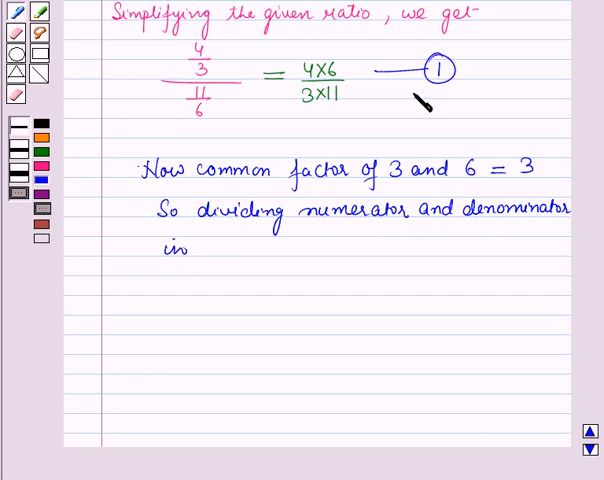 Simplifying the given ratio, we get-
4/3 / 11/6 = 4×6 / 3×11 —— 1
Now common factor of 3 and 6 = 3
So dividing numerator and denominator
in